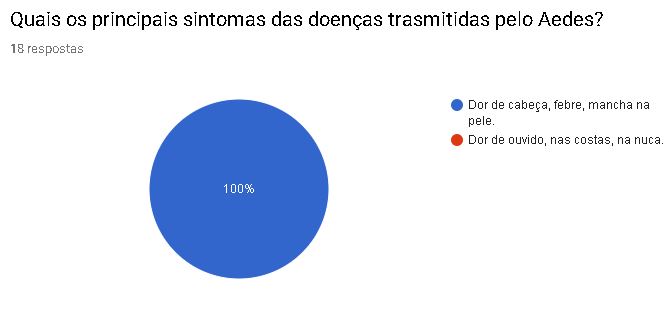 Quais os principais sintomas das doenças trasmitidas pelo Aedes?
18 respostas
Dor de cabeça, febre, mancha na
pele.
Dor de ouvido, nas costas, na nuca.
100%